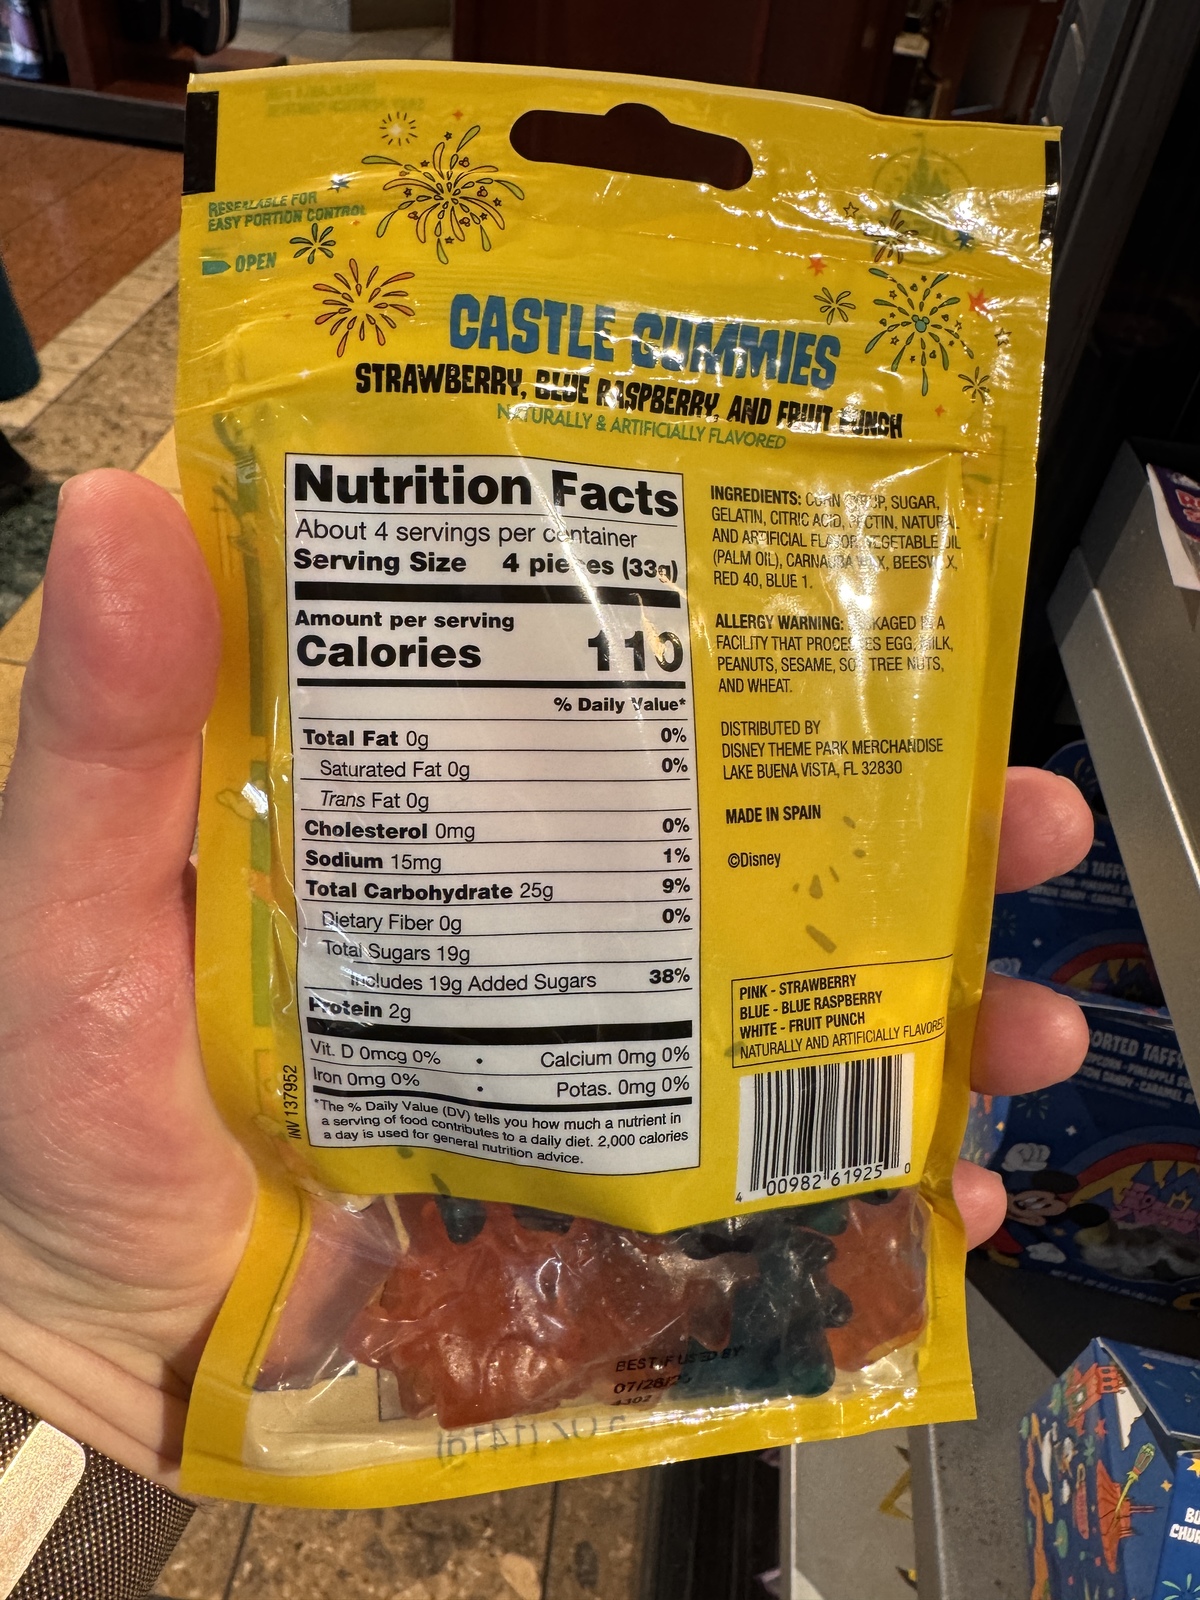 RESEALABLE FOR
EASY PORTION CONTROL
OPEN
CASTLE GUMMIES
STRAWBERRY, BLUE RASPBERRY, AND FRUIT PUNCH
NATURALLY & ARTIFICIALLY FLAVORED
Nutrition Facts
About 4 servings per container
Serving Size 4 pieces (33g)
Amount per serving
Calories 110
% Daily Value*
Total Fat 0g 0%
Saturated Fat 0g 0%
Trans Fat 0g
Cholesterol 0mg 0%
Sodium 15mg 1%
Total Carbohydrate 25g 9%
Dietary Fiber 0g 0%
Total Sugars 19g
Includes 19g Added Sugars 38%
Protein 2g
Vit. D 0mcg 0% • Calcium 0mg 0%
Iron 0mg 0% • Potas. 0mg 0%
*The % Daily Value (DV) tells you how much a nutrient in
a serving of food contributes to a daily diet. 2,000 calories
a day is used for general nutrition advice.
INV 137952
INGREDIENTS: CORN SYRUP, SUGAR,
GELATIN, CITRIC ACID, PECTIN, NATURAL
AND ARTIFICIAL FLAVOR, VEGETABLE OIL
(PALM OIL), CARNAUBA WAX, BEESWAX,
RED 40, BLUE 1.
ALLERGY WARNING: PACKAGED IN A
FACILITY THAT PROCESSES EGG, MILK,
PEANUTS, SESAME, SOY, TREE NUTS,
AND WHEAT.
DISTRIBUTED BY
DISNEY THEME PARK MERCHANDISE
LAKE BUENA VISTA, FL 32830
MADE IN SPAIN
©Disney
PINK - STRAWBERRY
BLUE - BLUE RASPBERRY
WHITE - FRUIT PUNCH
NATURALLY AND ARTIFICIALLY FLAVORED
4 00982 61925 0
BEST IF USED BY
07/28/2
4302
(141g)